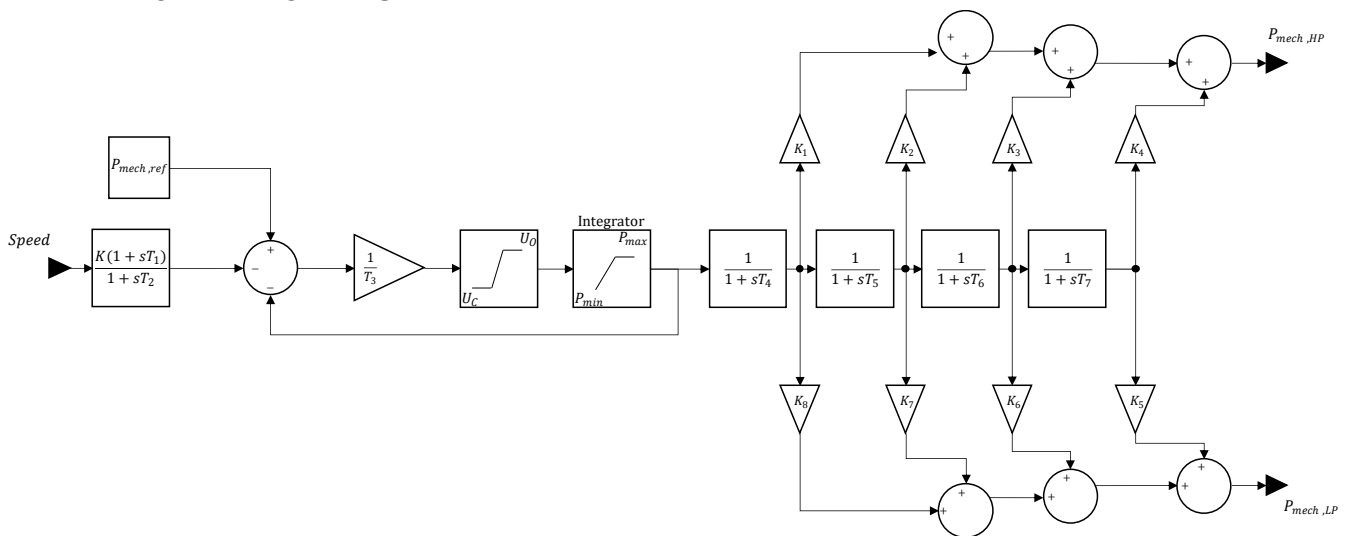 P_{mech,HP}
+
+
+
+
+
+
K_1
K_2
K_3
K_4
P_{mech,ref}
Speed
K(1 + sT_1)
1 + sT_2
+
−
−
1
T_3
U_O
U_C
Integrator
P_{max}
P_{min}
1
1 + sT_4
1
1 + sT_5
1
1 + sT_6
1
1 + sT_7
K_8
K_7
K_6
K_5
+
+
+
+
+
+
P_{mech,LP}